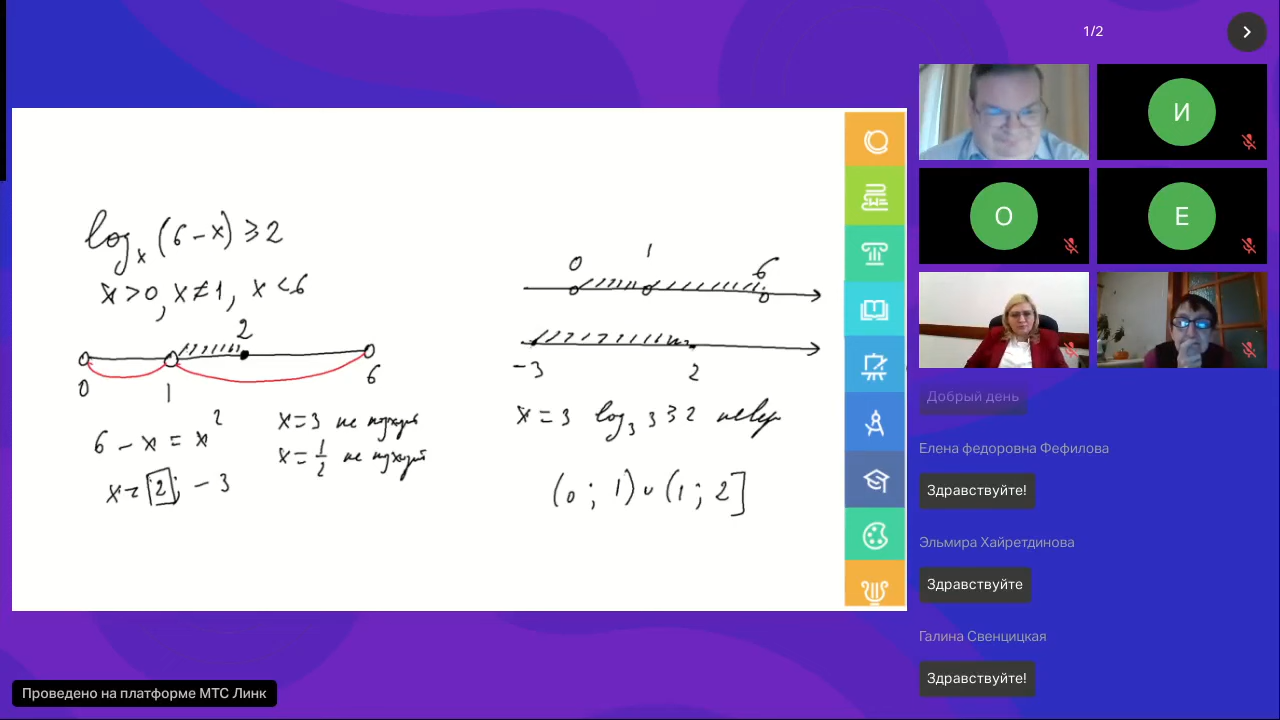 1/2
И
О
Е
log_x (6 - x) ≥ 2
x > 0, x ≠ 1, x < 6
2
0 1 6
6 - x = x²
x = 2; -3
x = 3 не подходит
x = 1/2 не подходит
0 1 6
-3 2
x = 3 log₃ 3 ≥ 2 неверно
(0; 1) ∪ (1; 2]
Добрый день
Елена федоровна Фефилова
Здравствуйте!
Эльмира Хайретдинова
Здравствуйте
Галина Свенцицкая
Здравствуйте!
Проведено на платформе МТС Линк